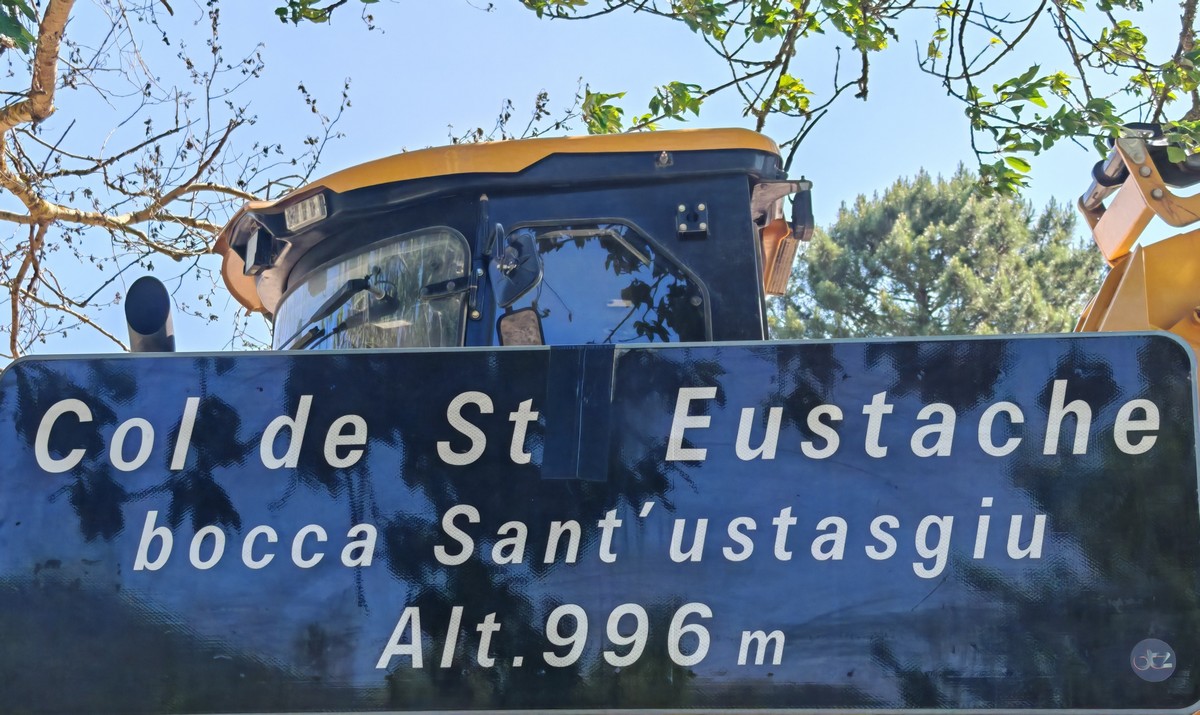 Col de St Eustache
bocca Sant'ustasgiu
Alt. 996 m